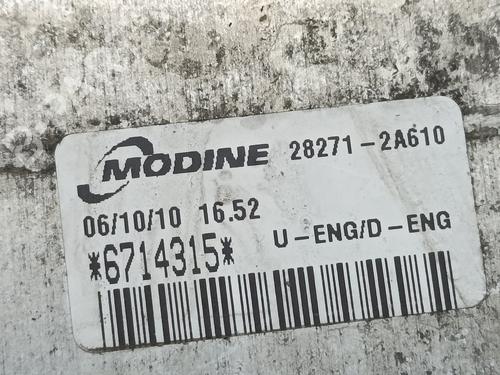 MODINE 28271-2A610
06/10/10 16.52
U-ENG/D-ENG
*6714315*